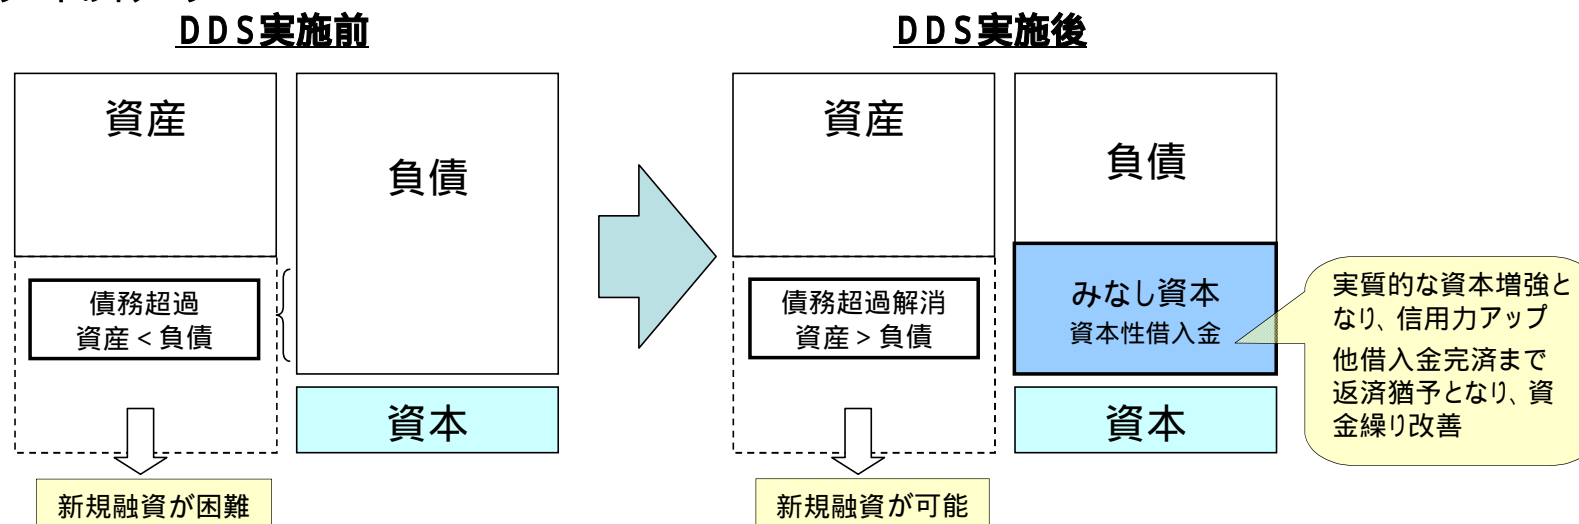 DDS実施前
資産
負債
債務超過
資産<負債
資本
新規融資が困難
DDS実施後
資産
負債
債務超過解消
資産>負債
みなし資本
資本性借入金
資本
新規融資が可能
実質的な資本増強と
なり、信用力アップ
他借入金完済まで
返済猶予となり、資
金繰り改善